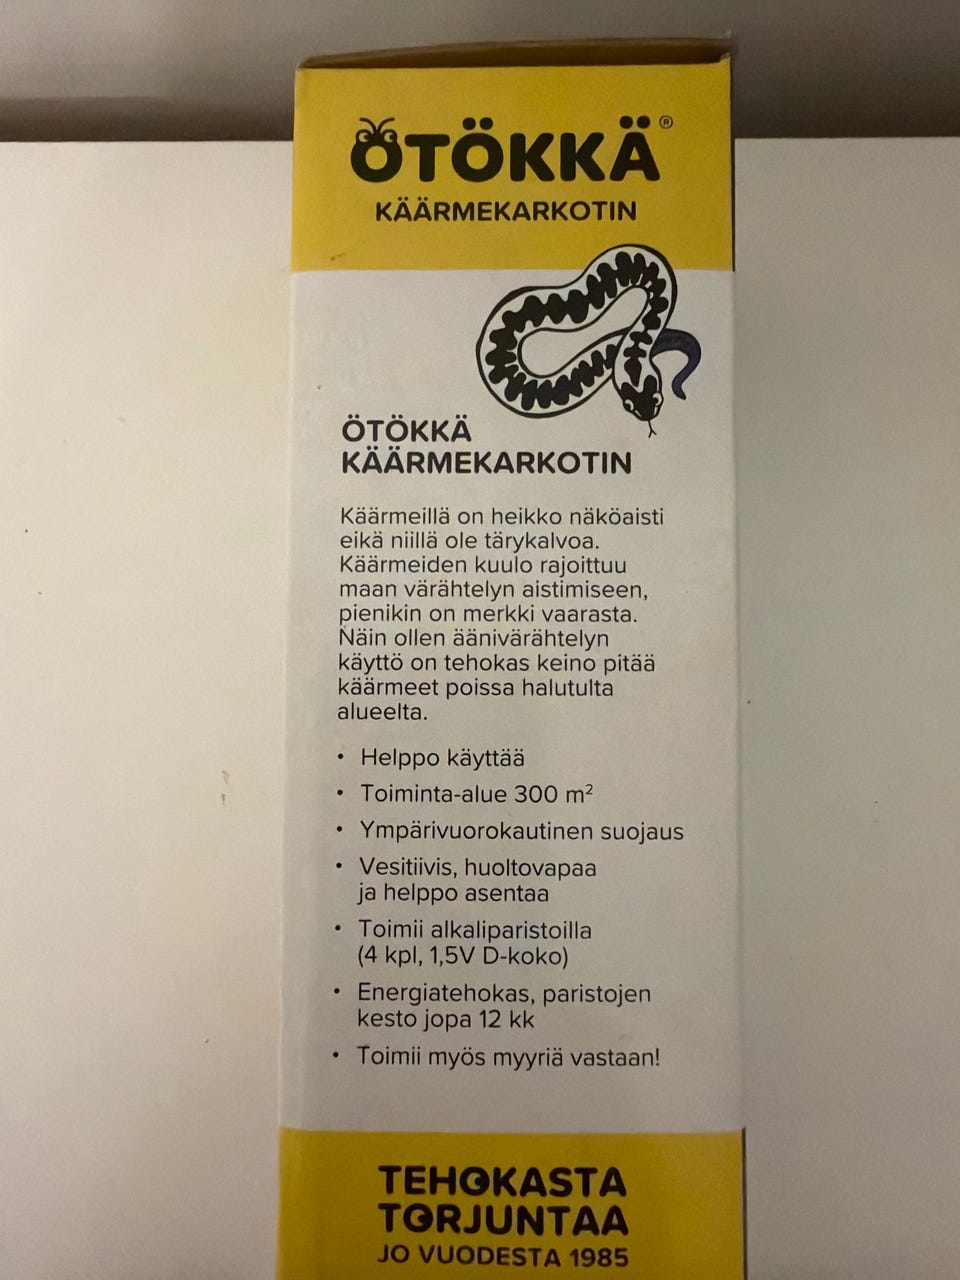 ÖTÖKKÄ®
KÄÄRMEKARKOTIN
ÖTÖKKÄ
KÄÄRMEKARKOTIN
Käärmeillä on heikko näköaisti
eikä niillä ole tärykalvoa.
Käärmeiden kuulo rajoittuu
maan värähtelyn aistimiseen,
pienikin on merkki vaarasta.
Näin ollen äänivärähtelyn
käyttö on tehokas keino pitää
käärmeet poissa halutulta
alueelta.
• Helppo käyttää
• Toiminta-alue 300 m²
• Ympärivuorokautinen suojaus
• Vesitiivis, huoltovapaa
ja helppo asentaa
• Toimii alkaliparistoilla
(4 kpl, 1,5V D-koko)
• Energiatehokas, paristojen
kesto jopa 12 kk
• Toimii myös myyriä vastaan!
TEHOKASTA
TORJUNTAA
JO VUODESTA 1985